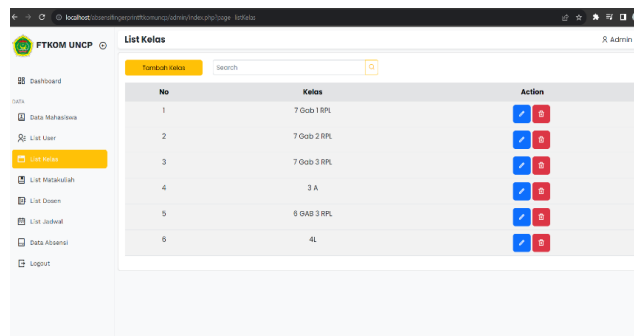 localhost/absensifingerprintftkomuncp/admin/index.php?page=listKelas
FTKOM UNCP
List Kelas
Admin
Tambah Kelas
Search
Dashboard
DATA
Data Mahasiswa
List User
List Kelas
List Matakuliah
List Dosen
List Jadwal
Data Absensi
Logout
No Kelas Action
1 7 Gab 1 RPL
2 7 Gab 2 RPL
3 7 Gab 3 RPL
4 3 A
5 6 GAB 3 RPL
6 4L